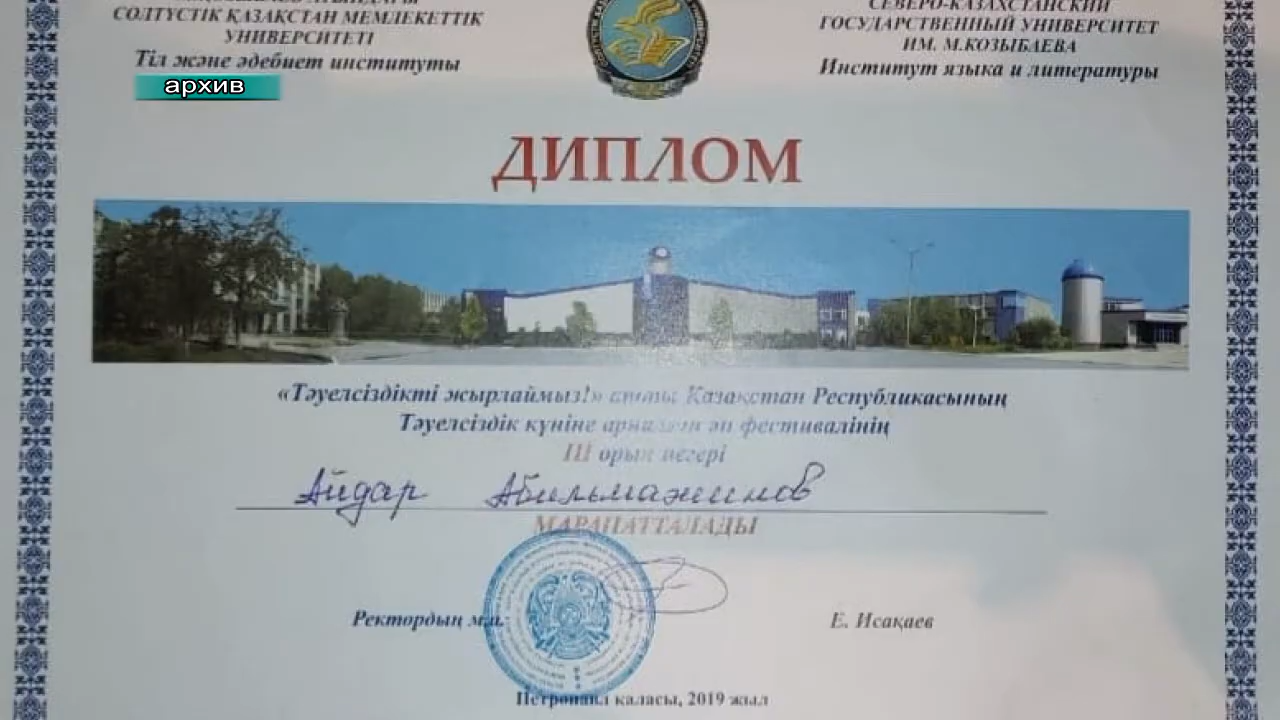 СОЛТҮСТІК ҚАЗАҚСТАН МЕМЛЕКЕТТІК
УНИВЕРСИТЕТІ
Тіл және әдебиет институты
архив
СЕВЕРО-КАЗАХСТАНСКИЙ
ГОСУДАРСТВЕННЫЙ УНИВЕРСИТЕТ
ИМ. М.КОЗЫБАЕВА
Институт языка и литературы
ДИПЛОМ
«Тәуелсіздікті жырлаймыз!» атты Қазақстан Республикасының
Тәуелсіздік күніне арналған ән фестивалінің
ІІІ орын иегері
Айдар Абильмажинов
МАРАПАТТАЛАДЫ
Ректордың м.а.
Е. Исақаев
Петропавл қаласы, 2019 жыл